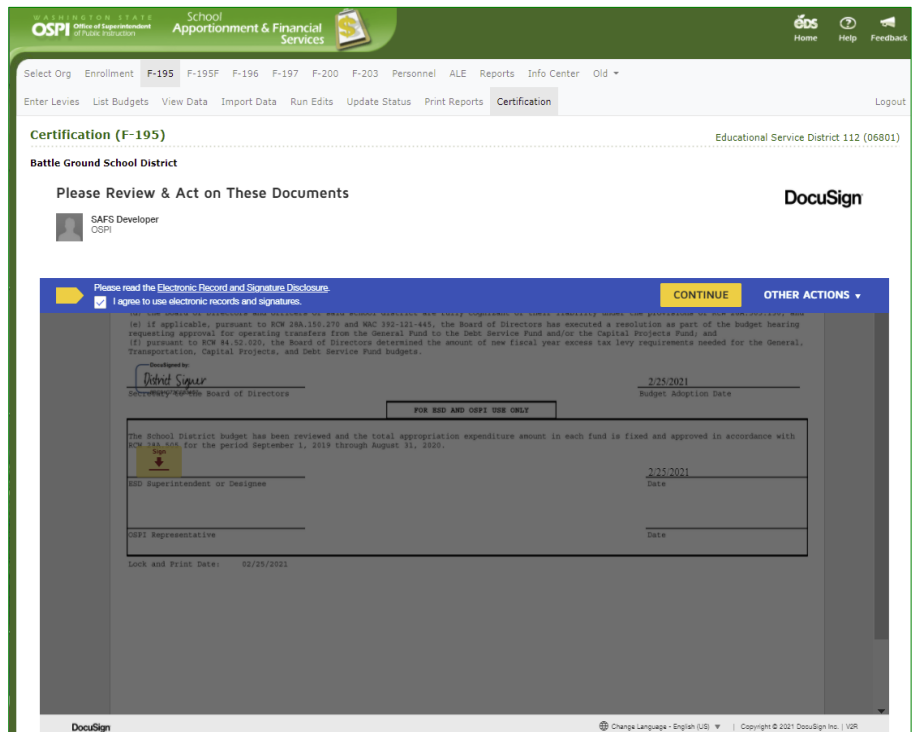 WASHINGTON STATE
OSPI Office of Superintendent of Public Instruction
School
Apportionment & Financial
Services
ÉDS
Home Help Feedback
Select Org Enrollment F-195 F-195F F-196 F-197 F-200 F-203 Personnel ALE Reports Info Center Old
Enter Levies List Budgets View Data Import Data Run Edits Update Status Print Reports Certification Logout
Certification (F-195)
Educational Service District 112 (06801)
Battle Ground School District
Please Review & Act on These Documents
DocuSign
SAFS Developer
OSPI
Please read the Electronic Record and Signature Disclosure.
I agree to use electronic records and signatures.
CONTINUE
OTHER ACTIONS
(e) if applicable, pursuant to RCW 28A.150.270 and WAC 392-121-445, the Board of Directors has executed a resolution as part of the budget hearing
requesting approval for operating transfers from the General Fund to the Debt Service Fund and/or the Capital Projects Fund; and
(f) pursuant to RCW 84.52.020, the Board of Directors determined the amount of new fiscal year excess tax levy requirements needed for the General,
Transportation, Capital Projects, and Debt Service Fund budgets.
DocuSigned by:
District Signer
2/25/2021
Secretary to the Board of Directors
Budget Adoption Date
FOR ESD AND OSPI USE ONLY
The School District budget has been reviewed and the total appropriation expenditure amount in each fund is fixed and approved in accordance with
RCW 28A.505 for the period September 1, 2019 through August 31, 2020.
Sign
2/25/2021
ESD Superintendent or Designee
Date
OSPI Representative
Date
Lock and Print Date: 02/25/2021
DocuSign
Change Language - English (US) | Copyright © 2021 DocuSign Inc. | V2R